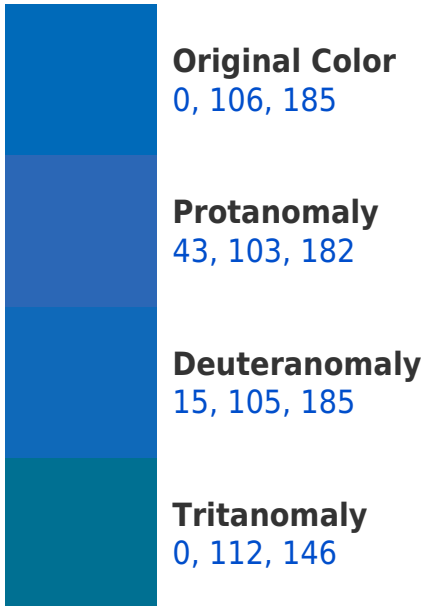 Original Color
0, 106, 185
Protanomaly
43, 103, 182
Deuteranomaly
15, 105, 185
Tritanomaly
0, 112, 146